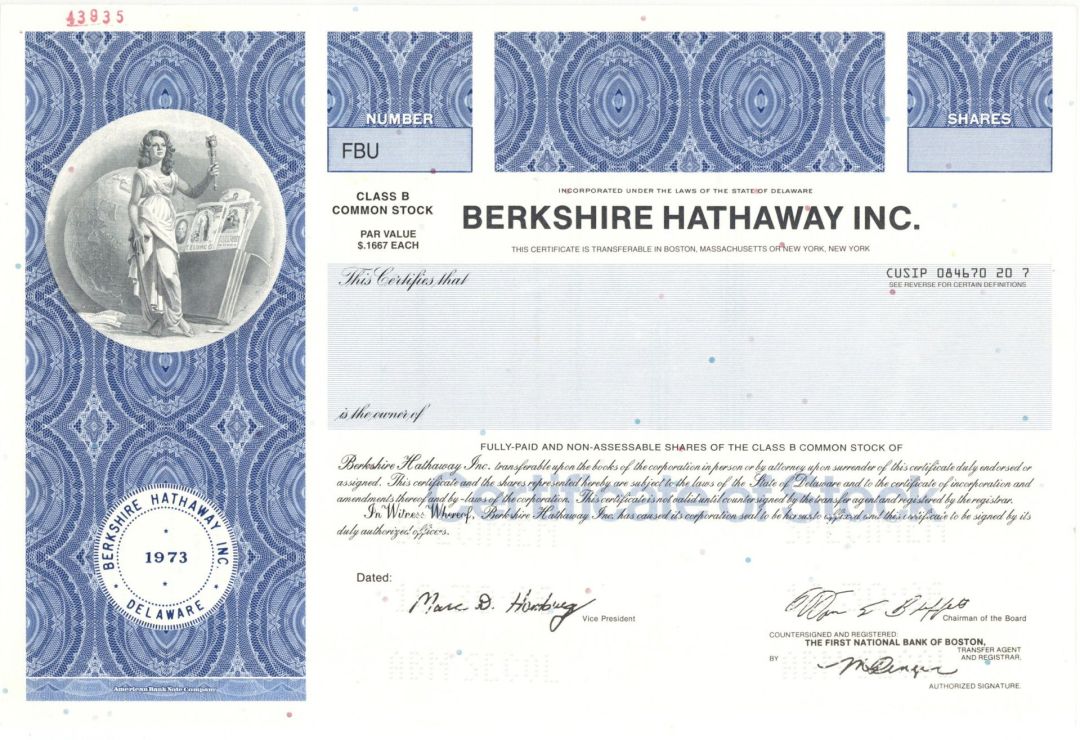 43935
NUMBER
FBU
SHARES
CLASS B
COMMON STOCK
PAR VALUE
$.1667 EACH
INCORPORATED UNDER THE LAWS OF THE STATE OF DELAWARE
BERKSHIRE HATHAWAY INC.
THIS CERTIFICATE IS TRANSFERABLE IN BOSTON, MASSACHUSETTS OR NEW YORK, NEW YORK
This Certifies that
CUSIP 084670 20 7
SEE REVERSE FOR CERTAIN DEFINITIONS
is the owner of
FULLY-PAID AND NON-ASSESSABLE SHARES OF THE CLASS B COMMON STOCK OF
Certificate of Stock
Berkshire Hathaway Inc. transferable upon the books of the corporation in person or by attorney upon surrender of this certificate duly endorsed or
assigned. This certificate and the shares represented hereby are subject to the laws of the State of Delaware and to the certificate of incorporation and
amendments thereof and by-laws of the corporation. This certificate is not valid until countersigned by the transfer agent and registered by the registrar.
In Witness Whereof, Berkshire Hathaway Inc. has caused its corporation seal to be hereunto affixed and this certificate to be signed by its
duly authorized officers.
BERKSHIRE HATHAWAY INC.
1973
DELAWARE
Dated:
Marc D. Hamburg
Vice President
Chairman of the Board
COUNTERSIGNED AND REGISTERED:
THE FIRST NATIONAL BANK OF BOSTON,
TRANSFER AGENT
BY AND REGISTRAR.
AUTHORIZED SIGNATURE.
American Bank Note Company